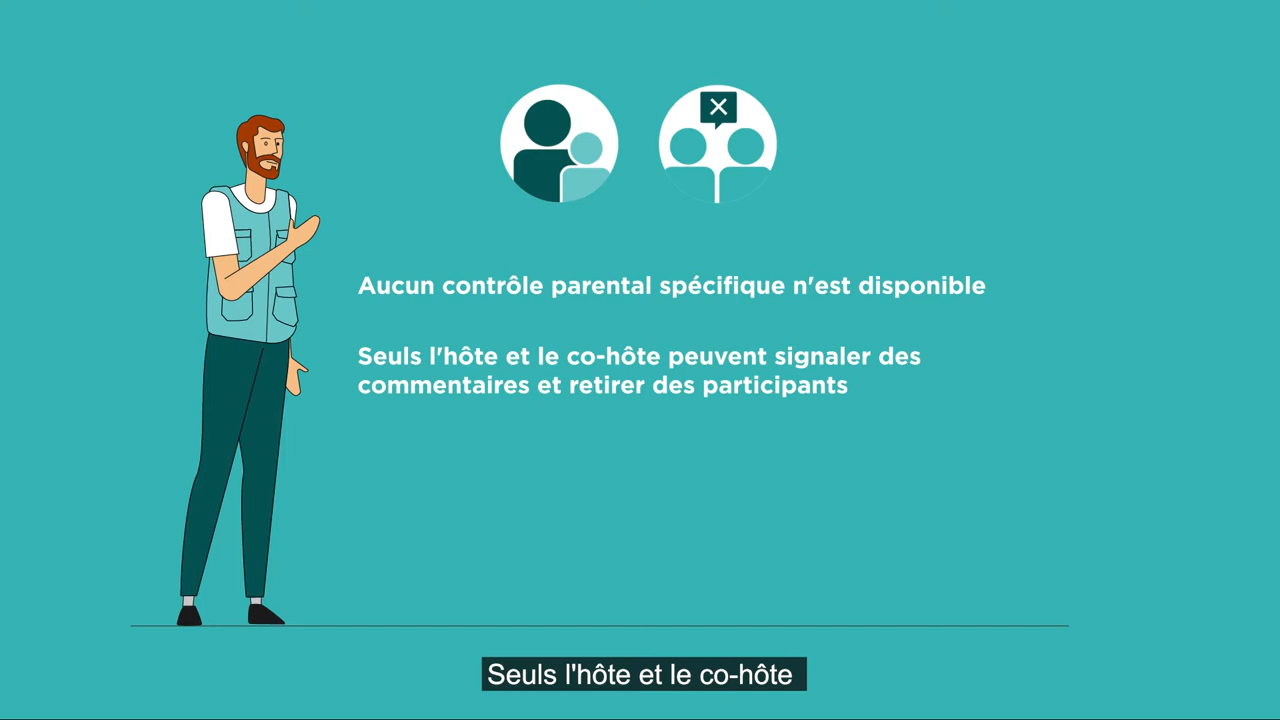 Aucun contrôle parental spécifique n'est disponible
Seuls l'hôte et le co-hôte peuvent signaler des
commentaires et retirer des participants
Seuls l'hôte et le co-hôte